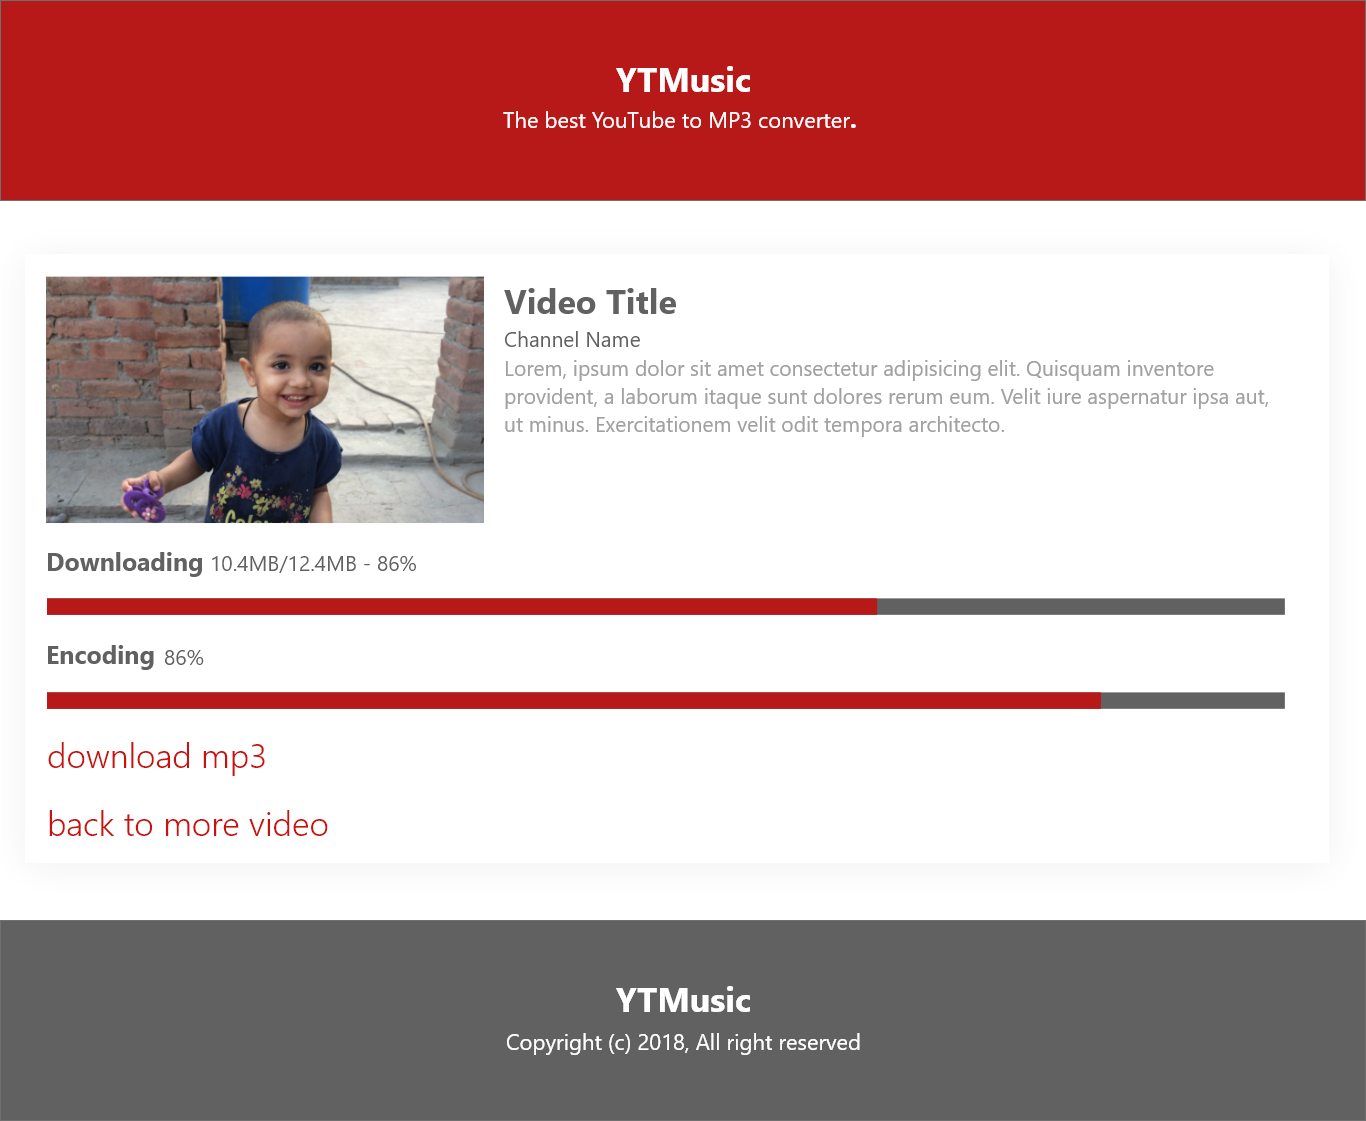 YTMusic
The best YouTube to MP3 converter.
Video Title
Channel Name
Lorem, ipsum dolor sit amet consectetur adipisicing elit. Quisquam inventore
provident, a laborum itaque sunt dolores rerum eum. Velit iure aspernatur ipsa aut,
ut minus. Exercitationem velit odit tempora architecto.
Downloading 10.4MB/12.4MB - 86%
Encoding 86%
download mp3
back to more video
YTMusic
Copyright (c) 2018, All right reserved